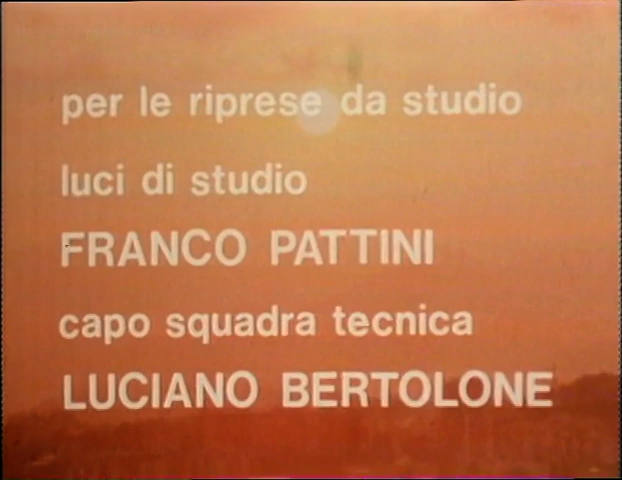 per le riprese da studio
luci di studio
FRANCO PATTINI
capo squadra tecnica
LUCIANO BERTOLONE